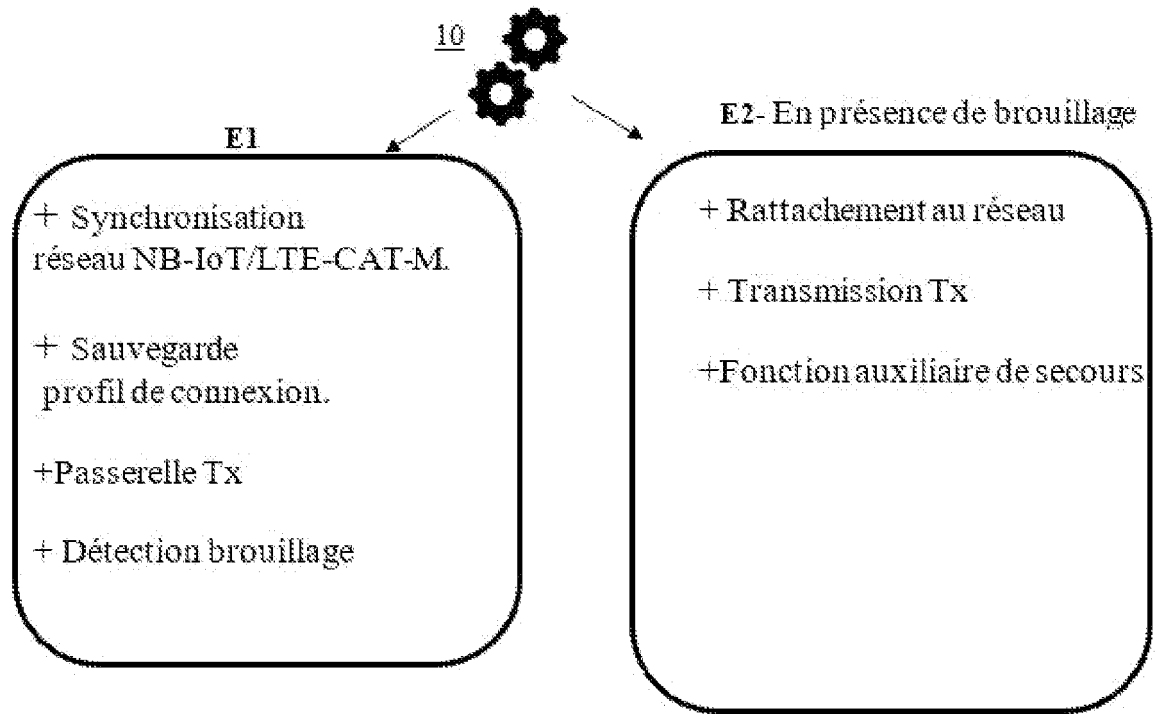 10
E1
+ Synchronisation
réseau NB-IoT/LTE-CAT-M.
+ Sauvegarde
profil de connexion.
+Passerelle Tx
+ Détection brouillage
E2- En présence de brouillage
+ Rattachement au réseau
+ Transmission Tx
+Fonction auxiliaire de secours